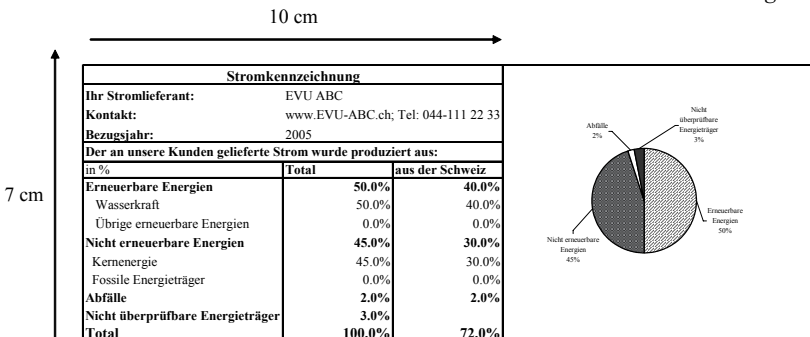 10 cm
7 cm
Stromkennzeichnung
Ihr Stromlieferant: EVU ABC
Kontakt: www.EVU-ABC.ch; Tel: 044-111 22 33
Bezugsjahr: 2005
Der an unsere Kunden gelieferte Strom wurde produziert aus:
in % Total aus der Schweiz
Erneuerbare Energien 50.0% 40.0%
Wasserkraft 50.0% 40.0%
Übrige erneuerbare Energien 0.0% 0.0%
Nicht erneuerbare Energien 45.0% 30.0%
Kernenergie 45.0% 30.0%
Fossile Energieträger 0.0% 0.0%
Abfälle 2.0% 2.0%
Nicht überprüfbare Energieträger 3.0%
Total 100.0% 72.0%
Abfälle
2%
Nicht
überprüfbare
Energieträger
3%
Erneuerbare
Energien
50%
Nicht erneuerbare
Energien
45%